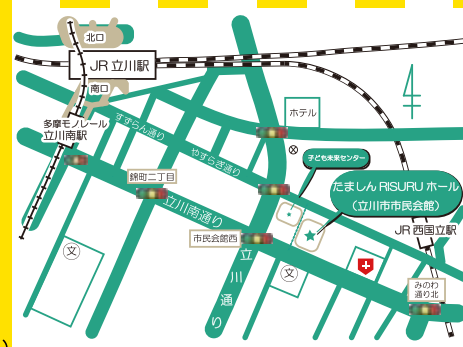 北口
JR 立川駅
南口
多摩モノレール
立川南駅
すずらん通り
やすらぎ通り
ホテル
子ども未来センター
たましん RISURU ホール
(立川市市民会館)
錦町二丁目
立川南通り
市民会館西
立川通り
JR 西国立駅
みのわ
通り北
文
文